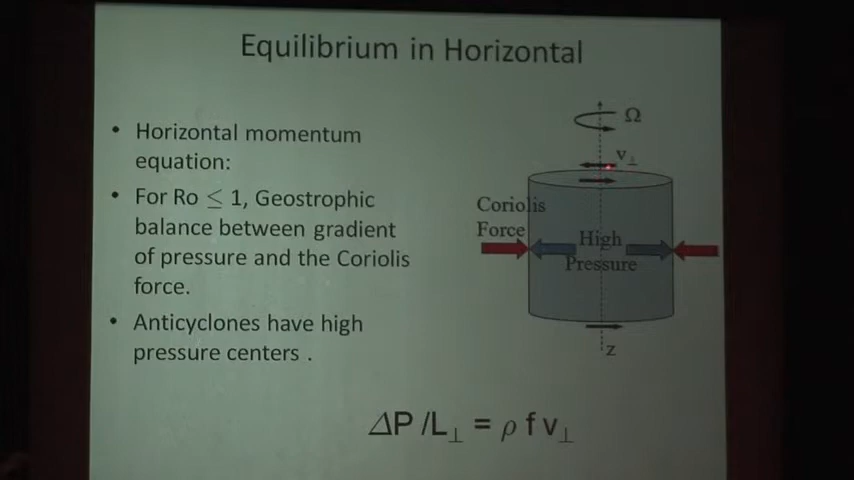 Equilibrium in Horizontal
• Horizontal momentum
equation:
• For Ro ≤ 1, Geostrophic
balance between gradient
of pressure and the Coriolis
force.
• Anticyclones have high
pressure centers .
Ω
v⊥
Coriolis
Force
High
Pressure
z
ΔP /L⊥ = ρ f v⊥